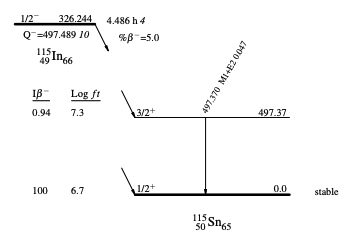 1/2⁻ 326.244 4.486 h 4
Q⁻=497.489 10 %β⁻=5.0
¹¹⁵₄₉In₆₆
497.370 M1+E2 0.047
Iβ⁻ Log ft
0.94 7.3 3/2+ 497.37
100 6.7 1/2+ 0.0 stable
¹¹⁵₅₀Sn₆₅